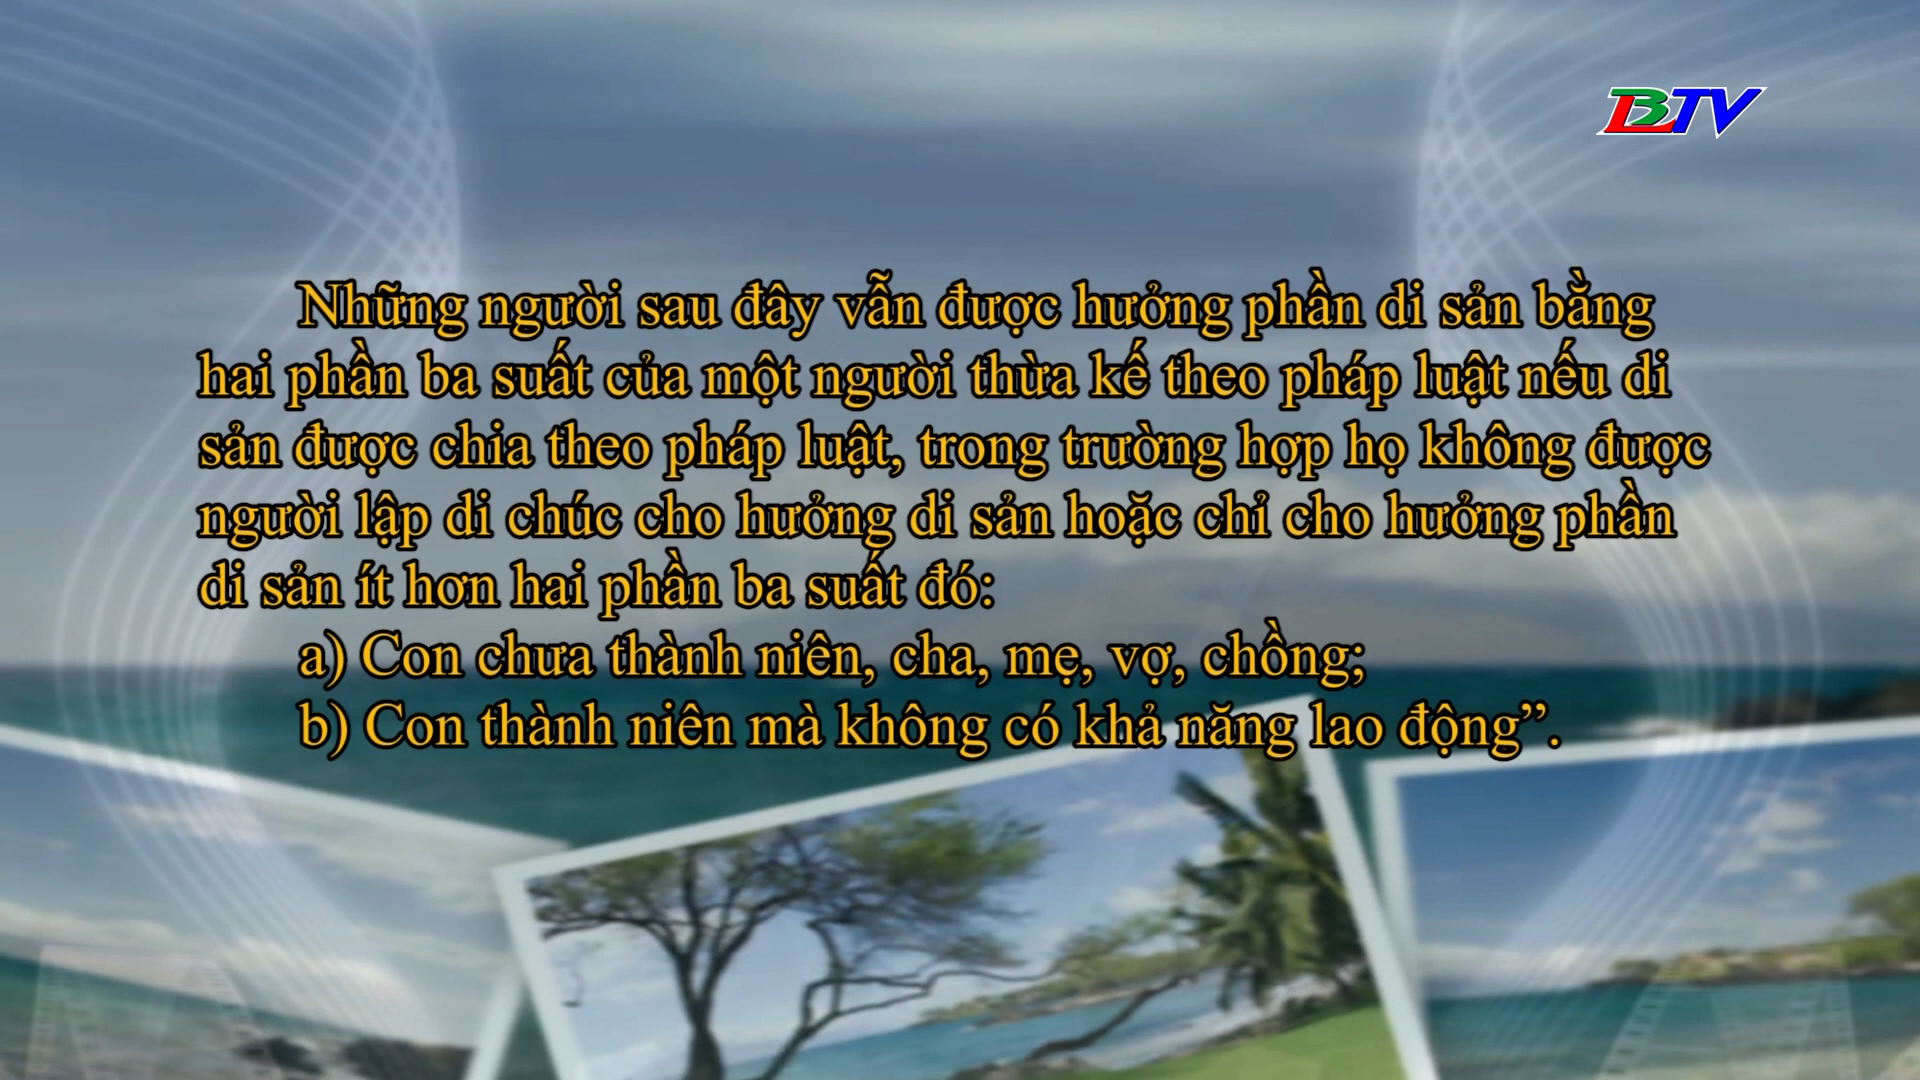 BTV
Những người sau đây vẫn được hưởng phần di sản bằng
hai phần ba suất của một người thừa kế theo pháp luật nếu di
sản được chia theo pháp luật, trong trường hợp họ không được
người lập di chúc cho hưởng di sản hoặc chỉ cho hưởng phần
di sản ít hơn hai phần ba suất đó:
a) Con chưa thành niên, cha, mẹ, vợ, chồng;
b) Con thành niên mà không có khả năng lao động”.